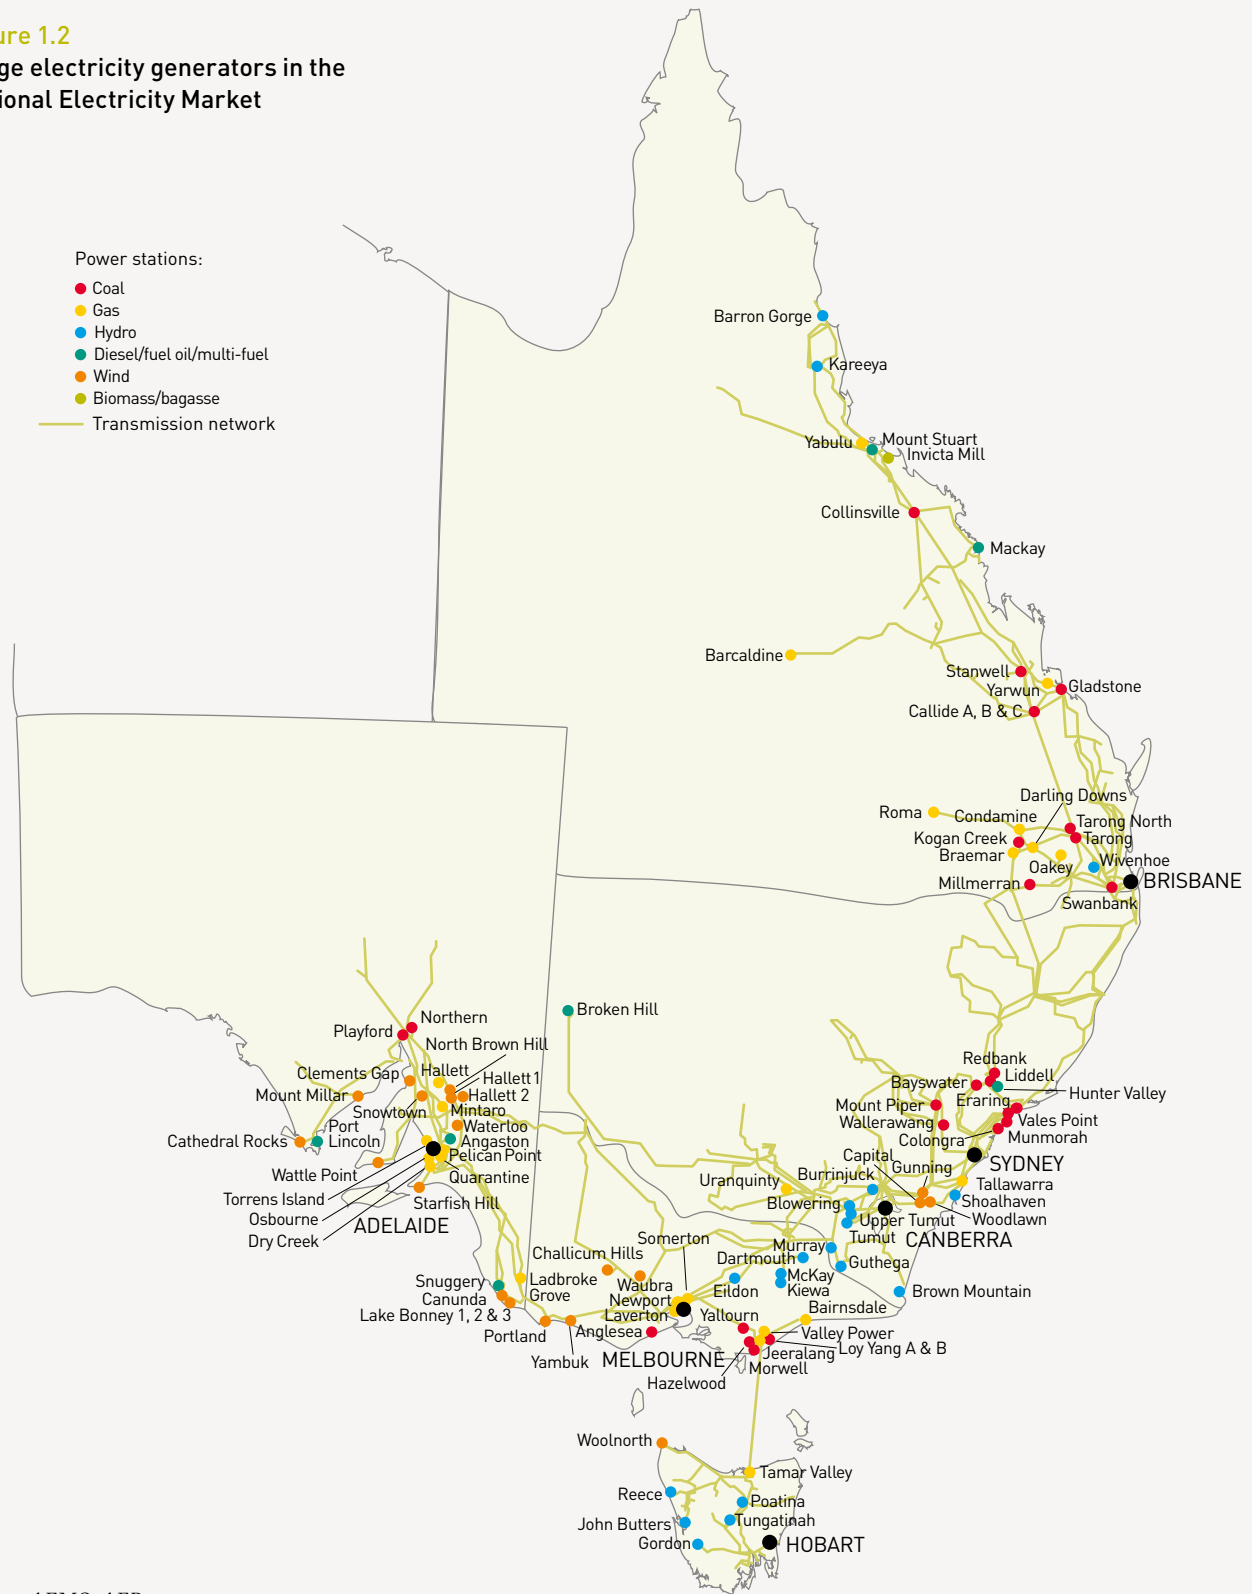 ure 1.2
ge electricity generators in the
ional Electricity Market
Power stations:
Coal
Gas
Hydro
Diesel/fuel oil/multi-fuel
Wind
Biomass/bagasse
Transmission network
Barron Gorge
Kareeya
Yabulu
Mount Stuart
Invicta Mill
Collinsville
Mackay
Barcaldine
Stanwell
Yarwun
Gladstone
Callide A, B & C
Darling Downs
Roma
Condamine
Tarong North
Kogan Creek
Tarong
Braemar
Oakey
Wivenhoe
Millmerran
BRISBANE
Swanbank
Broken Hill
Northern
Playford
North Brown Hill
Clements Gap
Hallett
Hallett 1
Mount Millar
Hallett 2
Snowtown
Mintaro
Port
Lincoln
Waterloo
Cathedral Rocks
Angaston
Pelican Point
Wattle Point
Quarantine
Torrens Island
Starfish Hill
Osbourne
ADELAIDE
Dry Creek
Redbank
Bayswater
Liddell
Hunter Valley
Eraring
Mount Piper
Vales Point
Wallerawang
Colongra
Munmorah
Capital
SYDNEY
Burrinjuck
Gunning
Uranquinty
Tallawarra
Blowering
Shoalhaven
Upper Tumut
Woodlawn
Tumut
CANBERRA
Somerton
Murray
Challicum Hills
Dartmouth
Guthega
Snuggery
Ladbroke
Grove
Waubra
McKay
Canunda
Newport
Eildon
Kiewa
Brown Mountain
Lake Bonney 1, 2 & 3
Laverton
Yallourn
Bairnsdale
Portland
Anglesea
Valley Power
Yambuk
MELBOURNE
Jeeralang
Loy Yang A & B
Morwell
Hazelwood
Woolnorth
Tamar Valley
Reece
Poatina
John Butters
Tungatinah
Gordon
HOBART